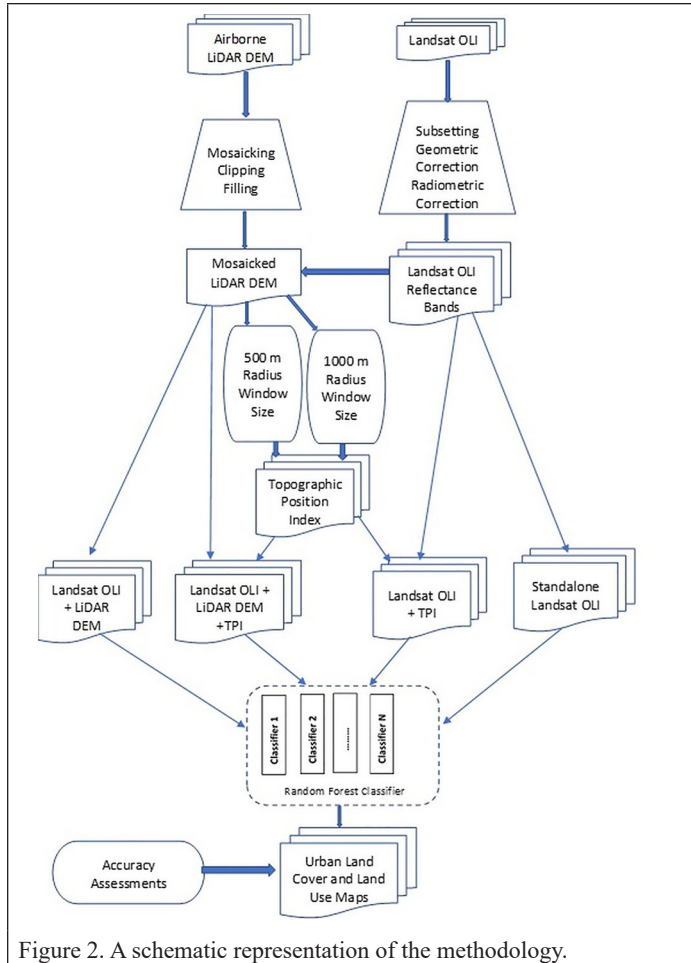 Airborne
LiDAR DEM
Landsat OLI
Mosaicking
Clipping
Filling
Subsetting
Geometric
Correction
Radiometric
Correction
Mosaicked
LiDAR DEM
Landsat OLI
Reflectance
Bands
500 m
Radius
Window
Size
1000 m
Radius
Window
Size
Topographic
Position
Index
Landsat OLI
+ LiDAR
DEM
Landsat OLI +
LiDAR DEM
+TPI
Landsat OLI
+ TPI
Standalone
Landsat OLI
Classifier 1
Classifier 2
........
Classifier N
Random Forest Classifier
Accuracy
Assessments
Urban Land
Cover and Land
Use Maps
Figure 2. A schematic representation of the methodology.